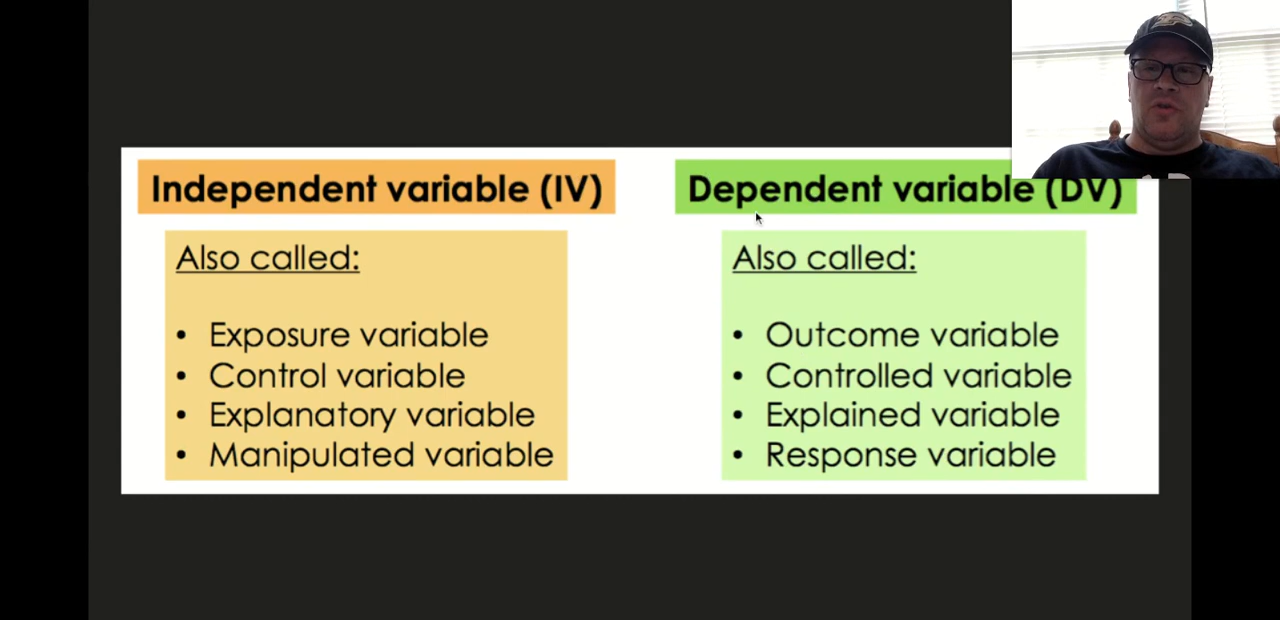 Independent variable (IV)
Also called:
• Exposure variable
• Control variable
• Explanatory variable
• Manipulated variable
Dependent variable (DV)
Also called:
• Outcome variable
• Controlled variable
• Explained variable
• Response variable